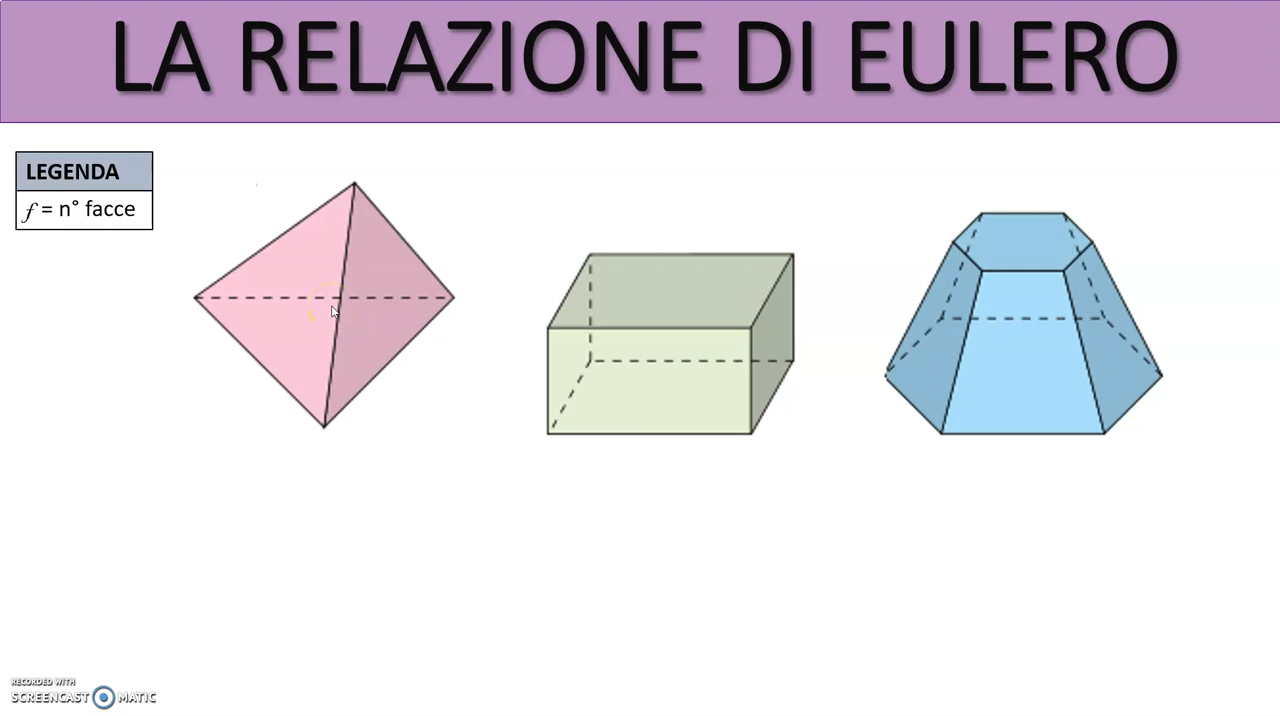 LA RELAZIONE DI EULERO
LEGENDA
f = n° facce
RECORDED WITH
SCREENCAST MATIC